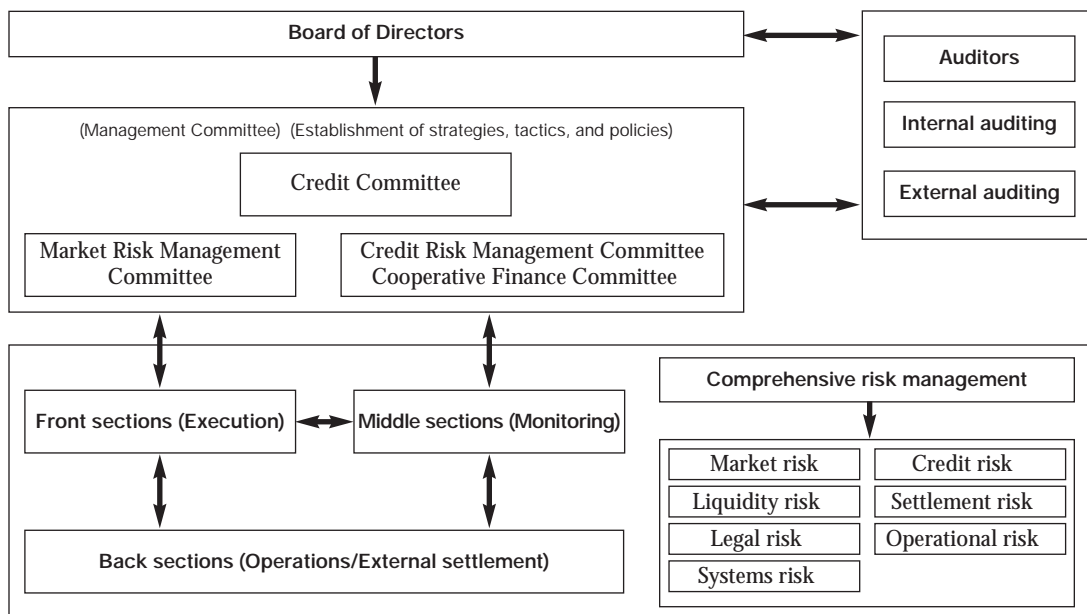 Board of Directors
Auditors
Internal auditing
External auditing
(Management Committee) (Establishment of strategies, tactics, and policies)
Credit Committee
Market Risk Management
Committee
Credit Risk Management Committee
Cooperative Finance Committee
Front sections (Execution)
Middle sections (Monitoring)
Back sections (Operations/External settlement)
Comprehensive risk management
Market risk
Credit risk
Liquidity risk
Settlement risk
Legal risk
Operational risk
Systems risk